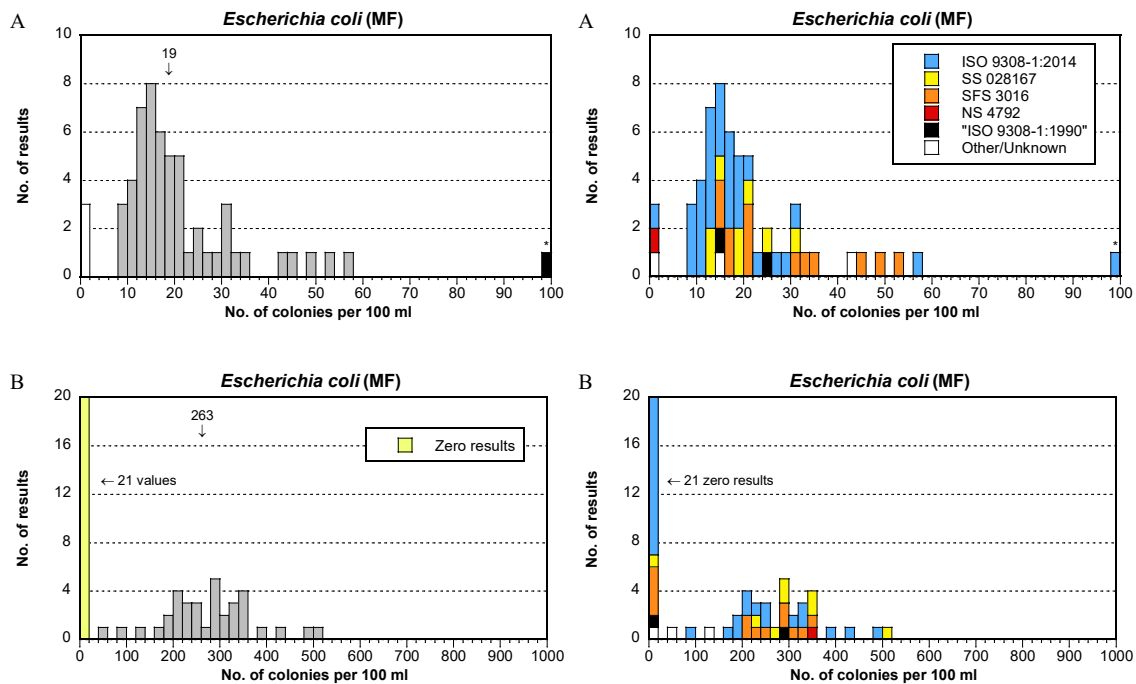 A
Escherichia coli (MF)
10
8
6
4
2
0
No. of results
19
↓
*
0 10 20 30 40 50 60 70 80 90 100
No. of colonies per 100 ml
A
Escherichia coli (MF)
10
8
6
4
2
0
No. of results
ISO 9308-1:2014
SS 028167
SFS 3016
NS 4792
"ISO 9308-1:1990"
Other/Unknown
*
0 10 20 30 40 50 60 70 80 90 100
No. of colonies per 100 ml
B
Escherichia coli (MF)
20
16
12
8
4
0
No. of results
263
↓
Zero results
← 21 values
0 100 200 300 400 500 600 700 800 900 1000
No. of colonies per 100 ml
B
Escherichia coli (MF)
20
16
12
8
4
0
No. of results
← 21 zero results
0 100 200 300 400 500 600 700 800 900 1000
No. of colonies per 100 ml